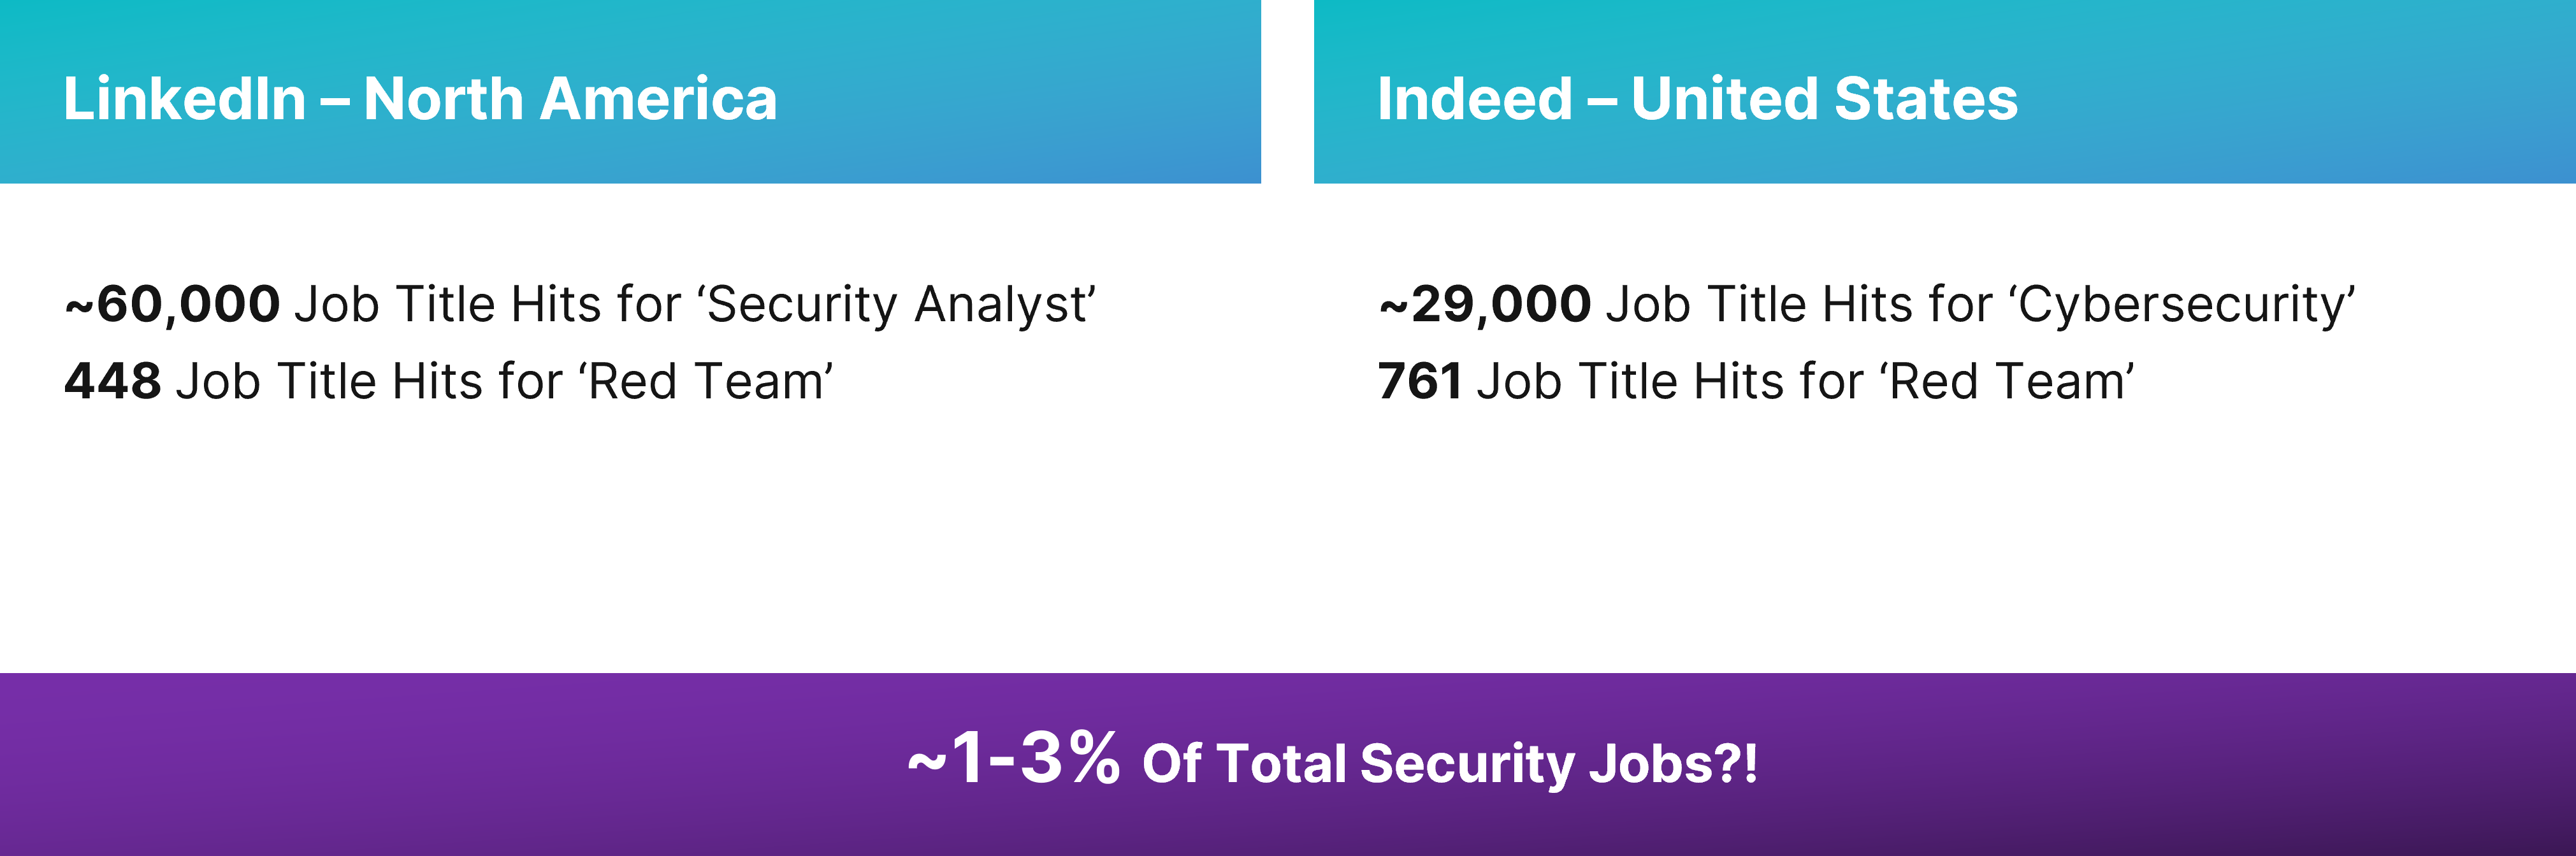 LinkedIn – North America
~60,000 Job Title Hits for ‘Security Analyst’
448 Job Title Hits for ‘Red Team’
Indeed – United States
~29,000 Job Title Hits for ‘Cybersecurity’
761 Job Title Hits for ‘Red Team’
~1-3% Of Total Security Jobs?!